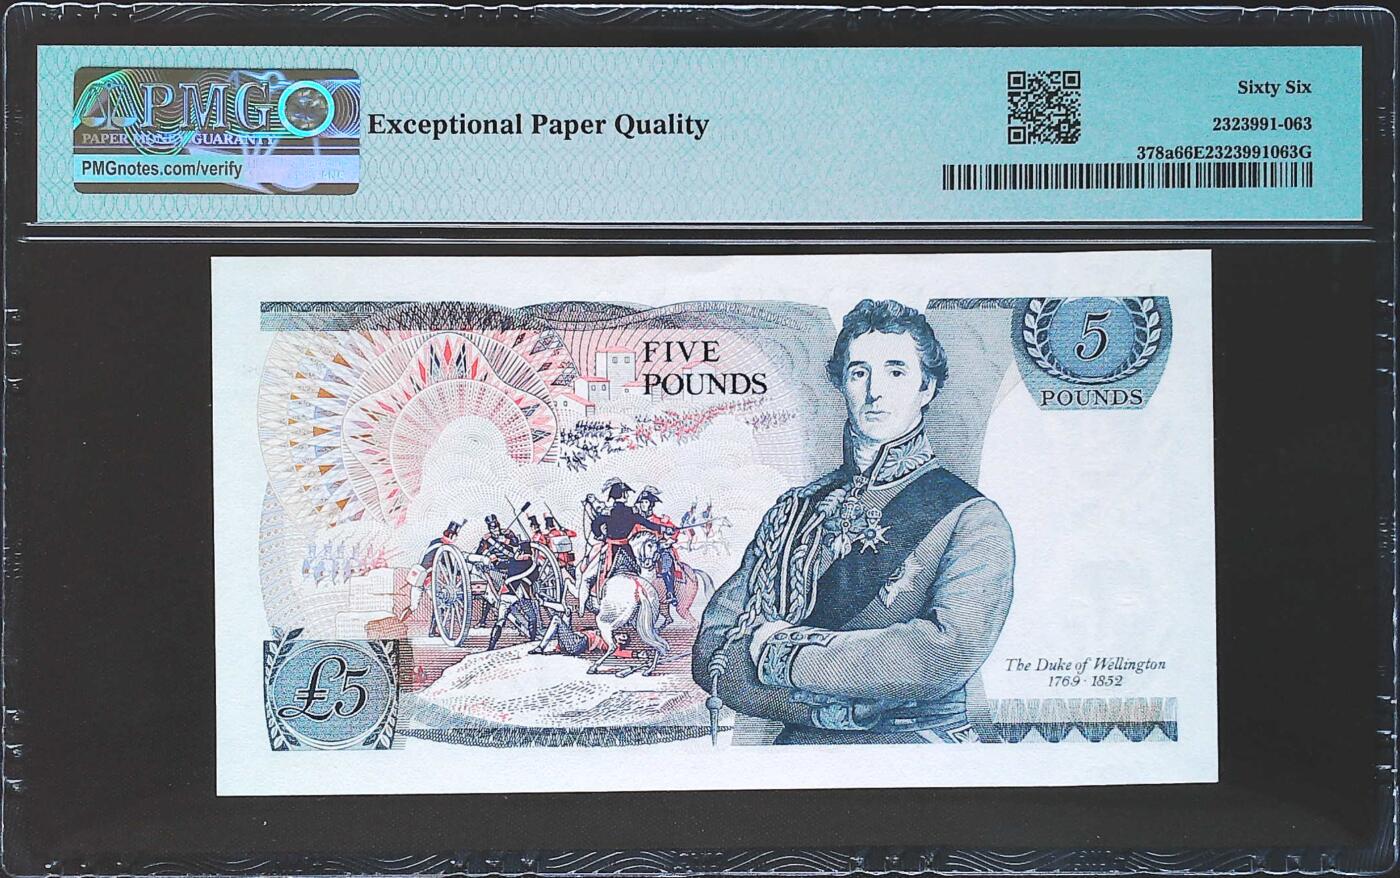 PMG
PAPER MONEY GUARANTY
PMGnotes.com/verify
Exceptional Paper Quality
Sixty Six
2323991-063
378a66E2323991063G
FIVE
POUNDS
5
POUNDS
£5
The Duke of Wellington
1769 · 1852